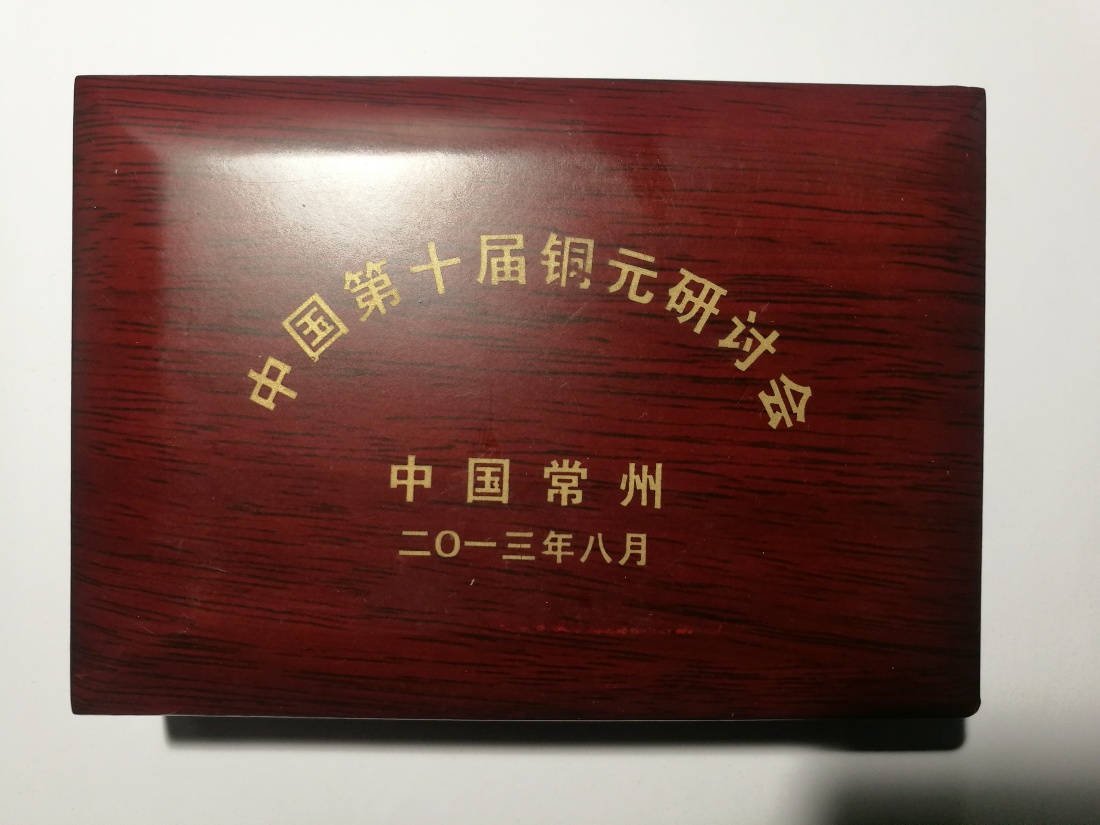 中国第十届铜元研讨会
中国常州
二O一三年八月